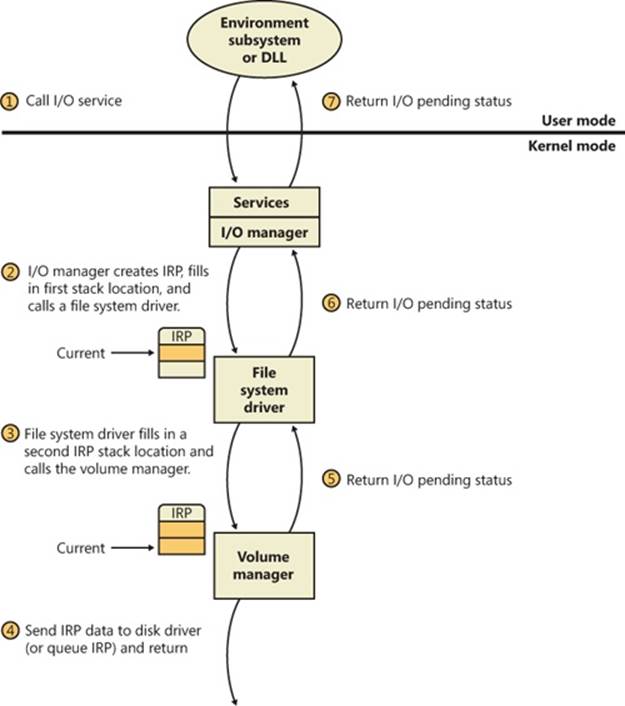 Environment
subsystem
or DLL
1 Call I/O service
7 Return I/O pending status
User mode
Kernel mode
Services
I/O manager
2 I/O manager creates IRP, fills
in first stack location, and
calls a file system driver.
6 Return I/O pending status
IRP
Current
File
system
driver
3 File system driver fills in a
second IRP stack location and
calls the volume manager.
5 Return I/O pending status
IRP
Current
Volume
manager
4 Send IRP data to disk driver
(or queue IRP) and return